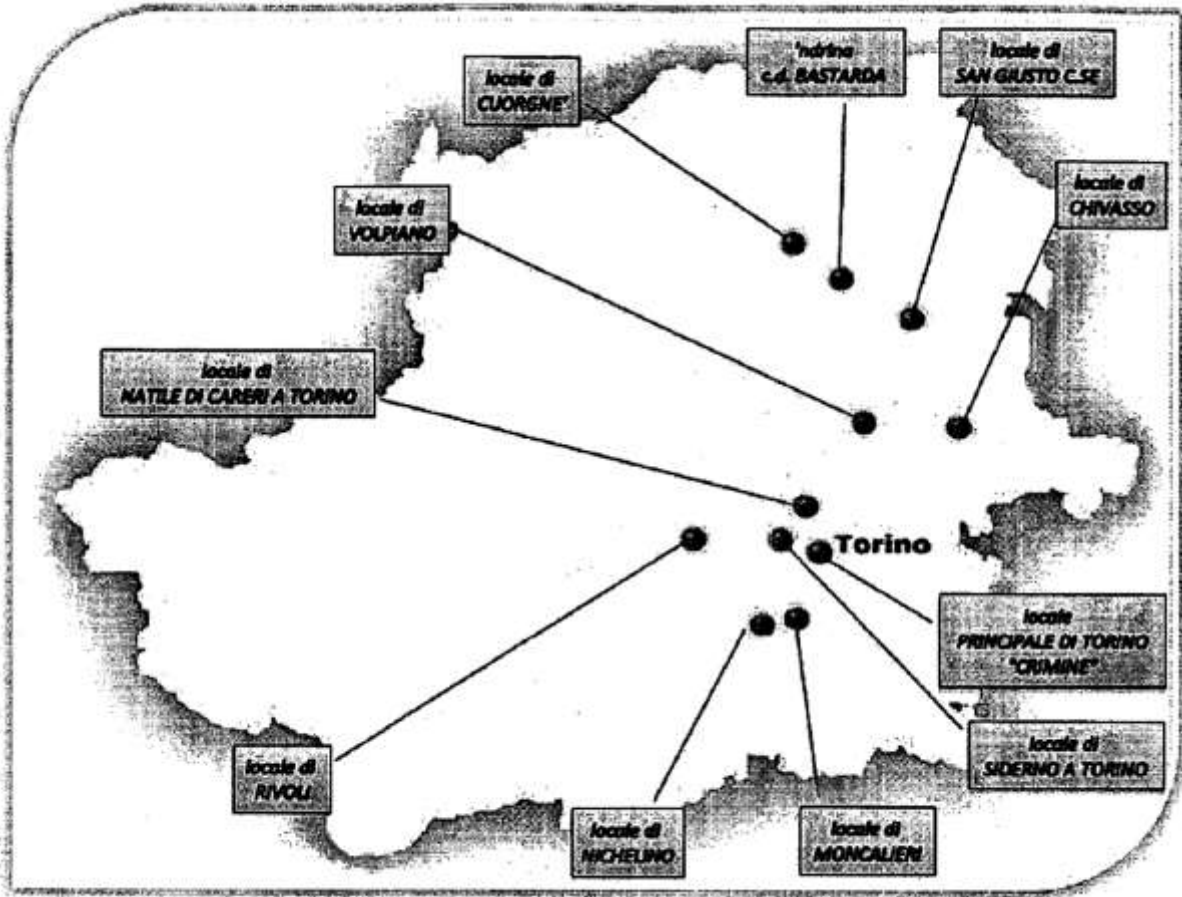 'ndrina
c.d. BASTARDA
locale di
SAN GIUSTO C.SE
locale di
CUORGNE'
locale di
CHIVASSO
locale di
VOLPIANO
locale di
NATILE DI CARERI A TORINO
Torino
locale
PRINCIPALE DI TORINO
"CRIMINE"
locale di
SIDERNO A TORINO
locale di
RIVOLI
locale di
NICHELINO
locale di
MONCALIERI